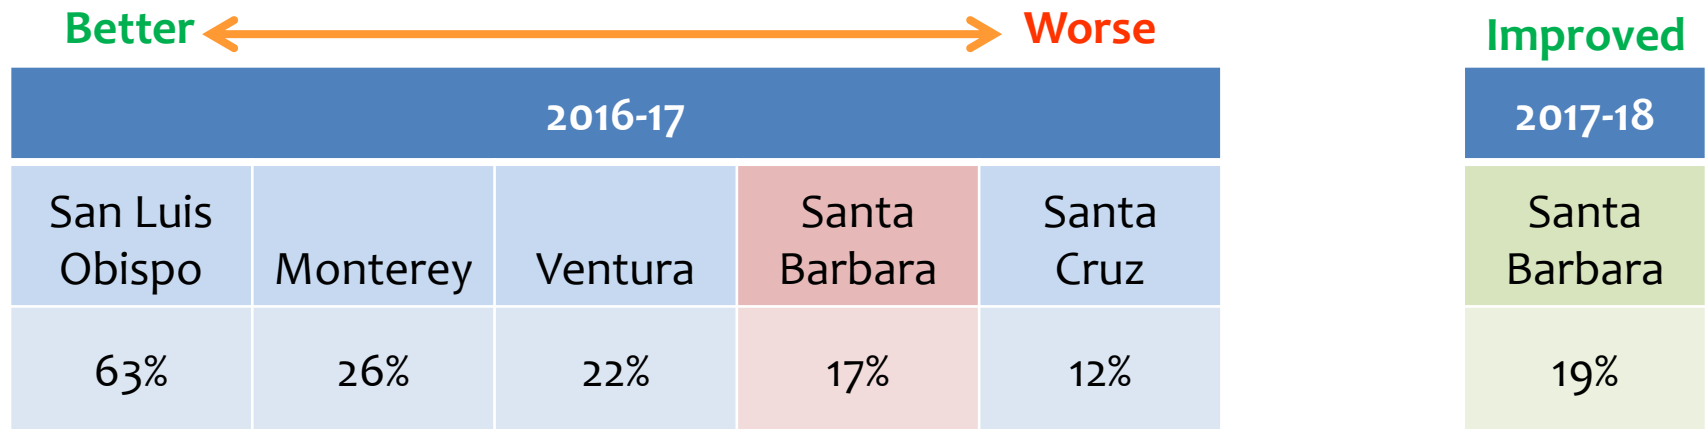 Better Worse Improved
2016-17 2017-18
San Luis Santa Santa Santa
Obispo Monterey Ventura Barbara Cruz Barbara
63% 26% 22% 17% 12% 19%